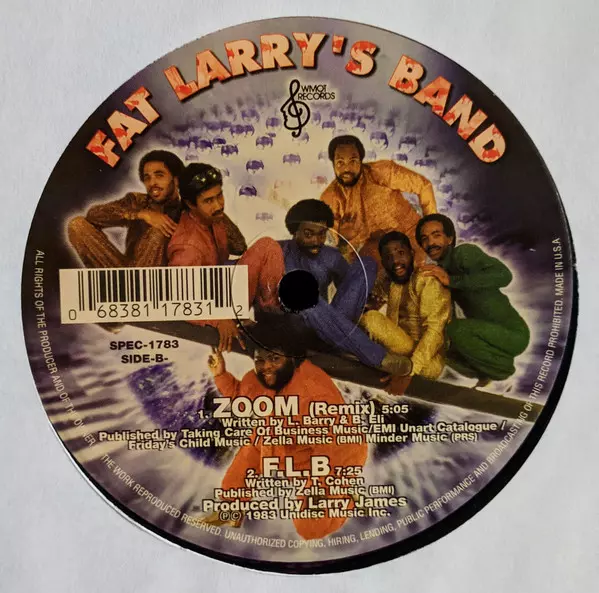 FAT LARRY'S BAND
WMOT
RECORDS
0 68381 17831 2
SPEC-1783
SIDE-B-
1. ZOOM (Remix) 5:05
Written by L. Barry & B. Eli
Published by Taking Care Of Business Music/EMI Unart Catalogue /
Friday's Child Music / Zella Music (BMI) Minder Music (PRS)
2. F.L.B 7:25
Written by T. Cohen
Published by Zella Music (BMI)
Produced by Larry James
℗© 1983 Unidisc Music Inc.
ALL RIGHTS OF THE PRODUCER AND OF THE OWNER OF THE WORK REPRODUCED RESERVED. UNAUTHORIZED COPYING, HIRING, LENDING, PUBLIC PERFORMANCE AND BROADCASTING OF THIS RECORD PROHIBITED. MADE IN U.S.A